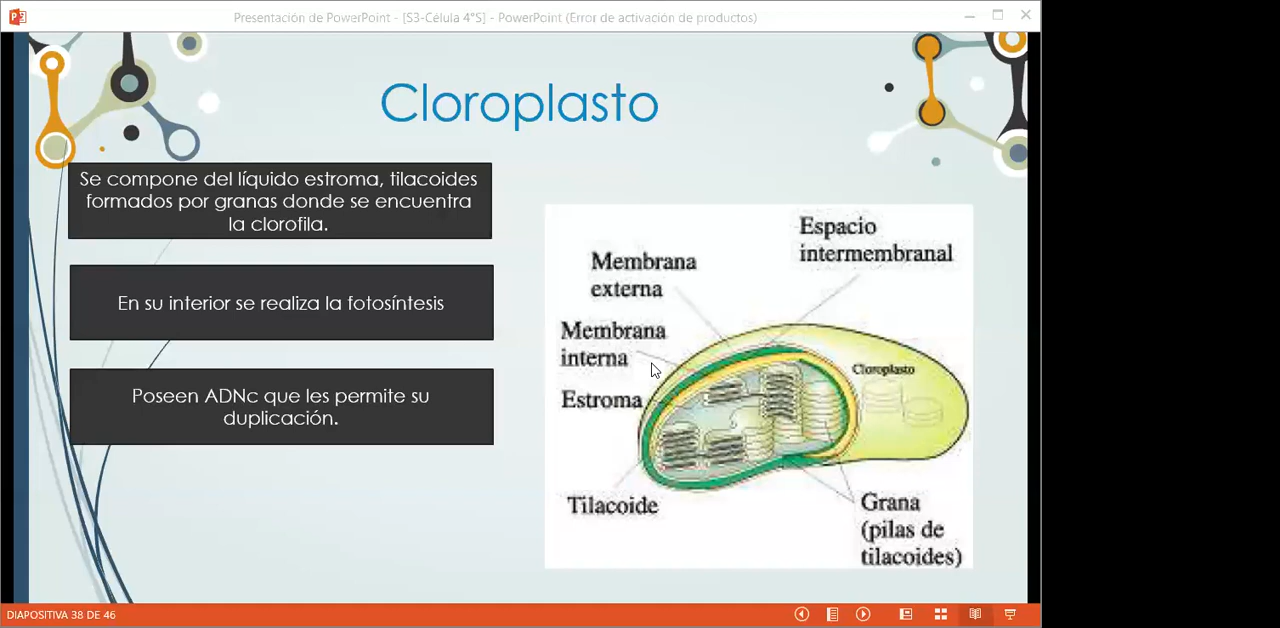 Presentación de PowerPoint - [S3-Célula 4°S] - PowerPoint (Error de activación de productos)
Cloroplasto
Se compone del líquido estroma, tilacoides
formados por granas donde se encuentra
la clorofila.
En su interior se realiza la fotosíntesis
Poseen ADNc que les permite su
duplicación.
Espacio
intermembranal
Membrana
externa
Membrana
interna
Cloroplasto
Estroma
Tilacoide
Grana
(pilas de
tilacoides)
DIAPOSITIVA 38 DE 46